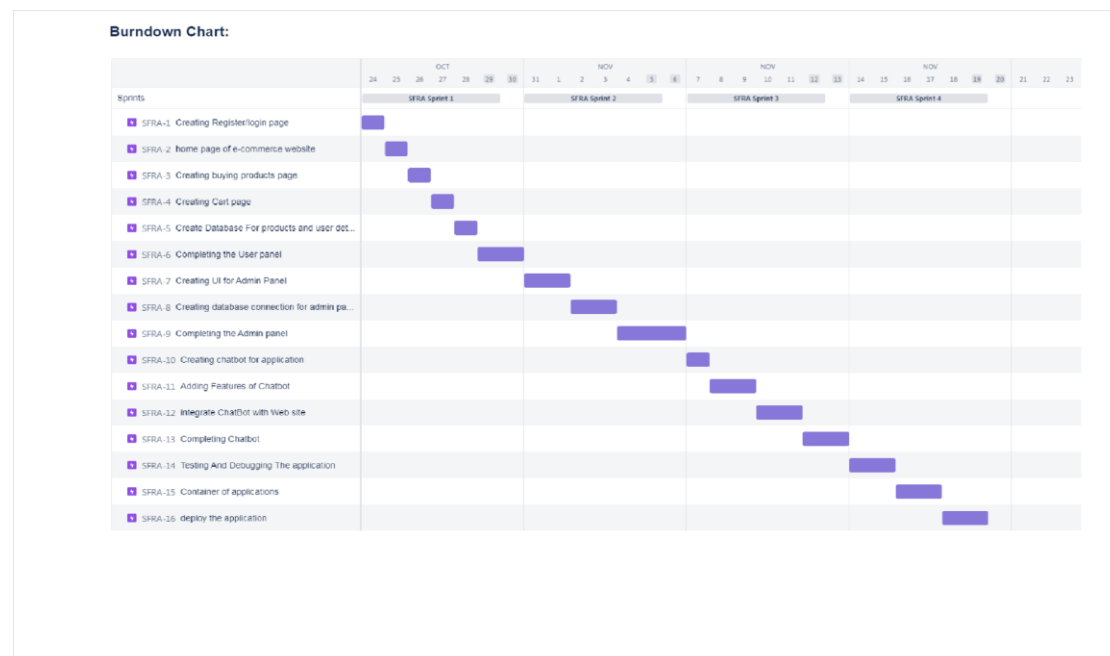 Burndown Chart:
OCT NOV NOV NOV
24 25 26 27 28 29 30 31 1 2 3 4 5 6 7 8 9 10 11 12 13 14 15 16 17 18 19 20 21 22 23
Sprints SFRA Sprint 1 SFRA Sprint 2 SFRA Sprint 3 SFRA Sprint 4
SFRA-1 Creating Register/login page
SFRA-2 home page of e-commerce website
SFRA-3 Creating buying products page
SFRA-4 Creating Cart page
SFRA-5 Create Database For products and user det...
SFRA-6 Completing the User panel
SFRA-7 Creating UI for Admin Panel
SFRA-8 Creating database connection for admin pa...
SFRA-9 Completing the Admin panel
SFRA-10 Creating chatbot for application
SFRA-11 Adding Features of Chatbot
SFRA-12 integrate ChatBot with Web site
SFRA-13 Completing Chatbot
SFRA-14 Testing And Debugging The application
SFRA-15 Container of applications
SFRA-16 deploy the application